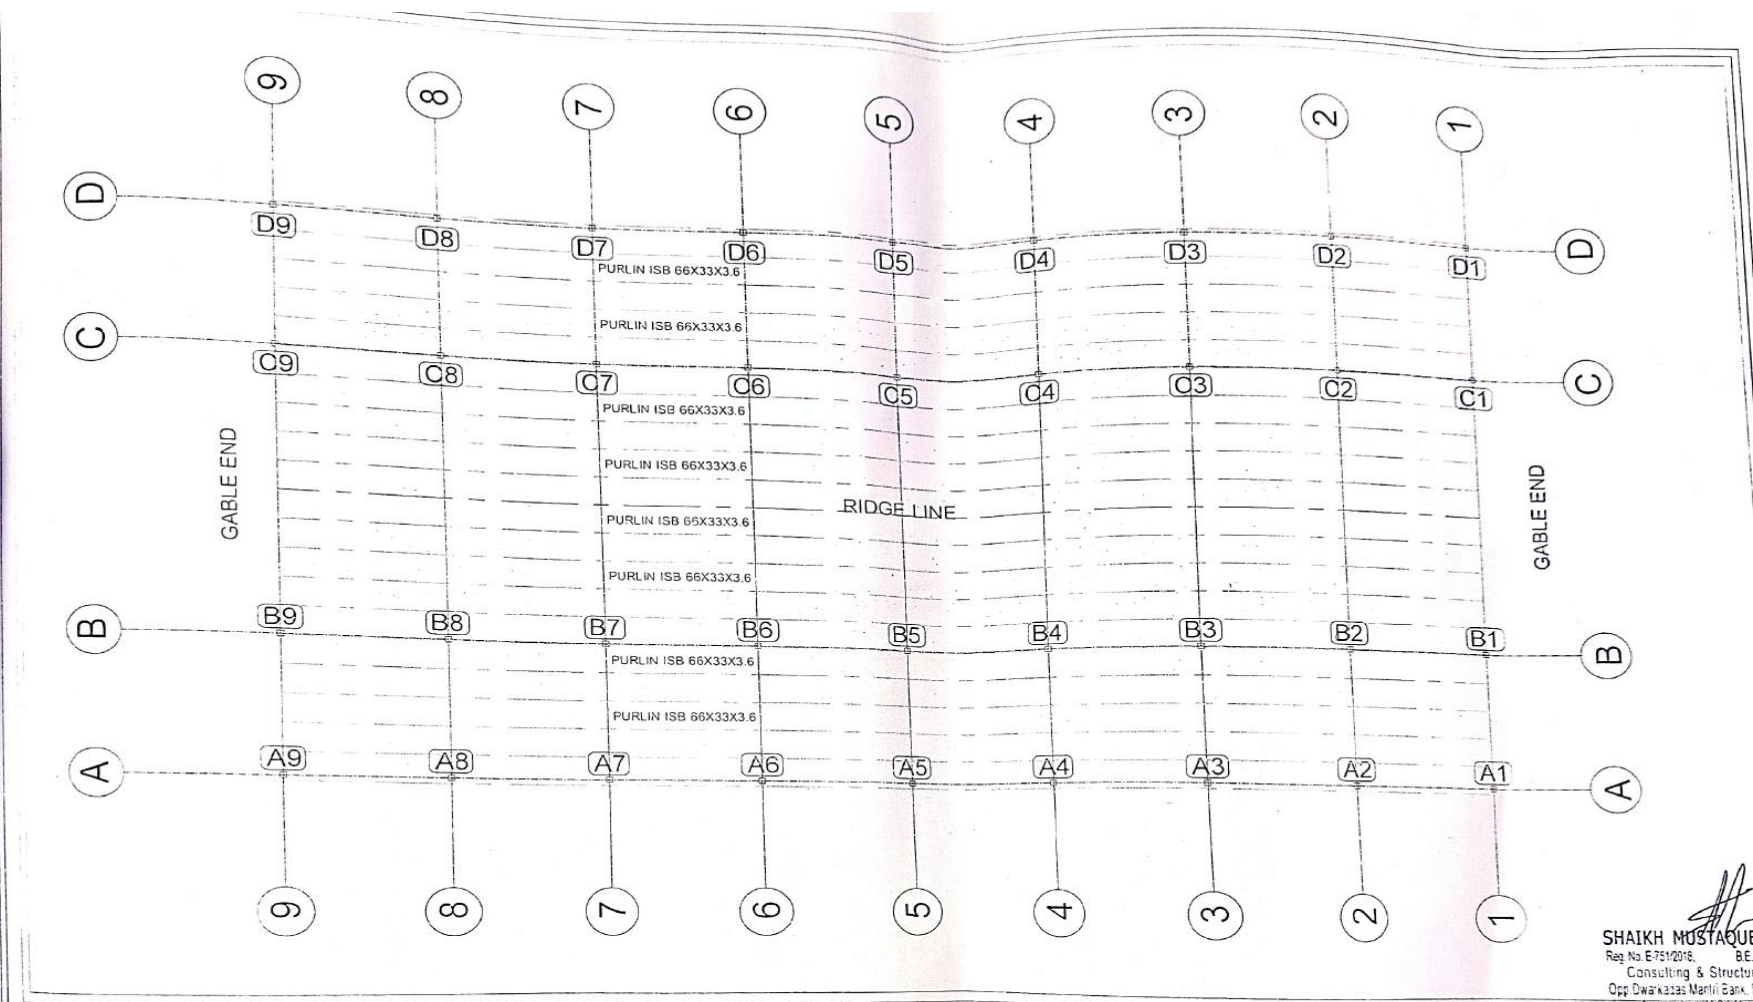 9 8 7 6 5 4 3 2 1
D D
D9 D8 D7 D6 D5 D4 D3 D2 D1
PURLIN ISB 66X33X3.6
PURLIN ISB 66X33X3.6
C C
C9 C8 C7 C6 C5 C4 C3 C2 C1
PURLIN ISB 66X33X3.6
PURLIN ISB 66X33X3.6
GABLE END
RIDGE LINE
GABLE END
PURLIN ISB 66X33X3.6
PURLIN ISB 66X33X3.6
B B
B9 B8 B7 B6 B5 B4 B3 B2 B1
PURLIN ISB 66X33X3.6
PURLIN ISB 66X33X3.6
A A
A9 A8 A7 A6 A5 A4 A3 A2 A1
9 8 7 6 5 4 3 2 1
SHAIKH MUSTAQUE
Reg. No. E-751/2018. B.E.
Consulting & Structu
Opp Dwarkadas Mantri Bank,